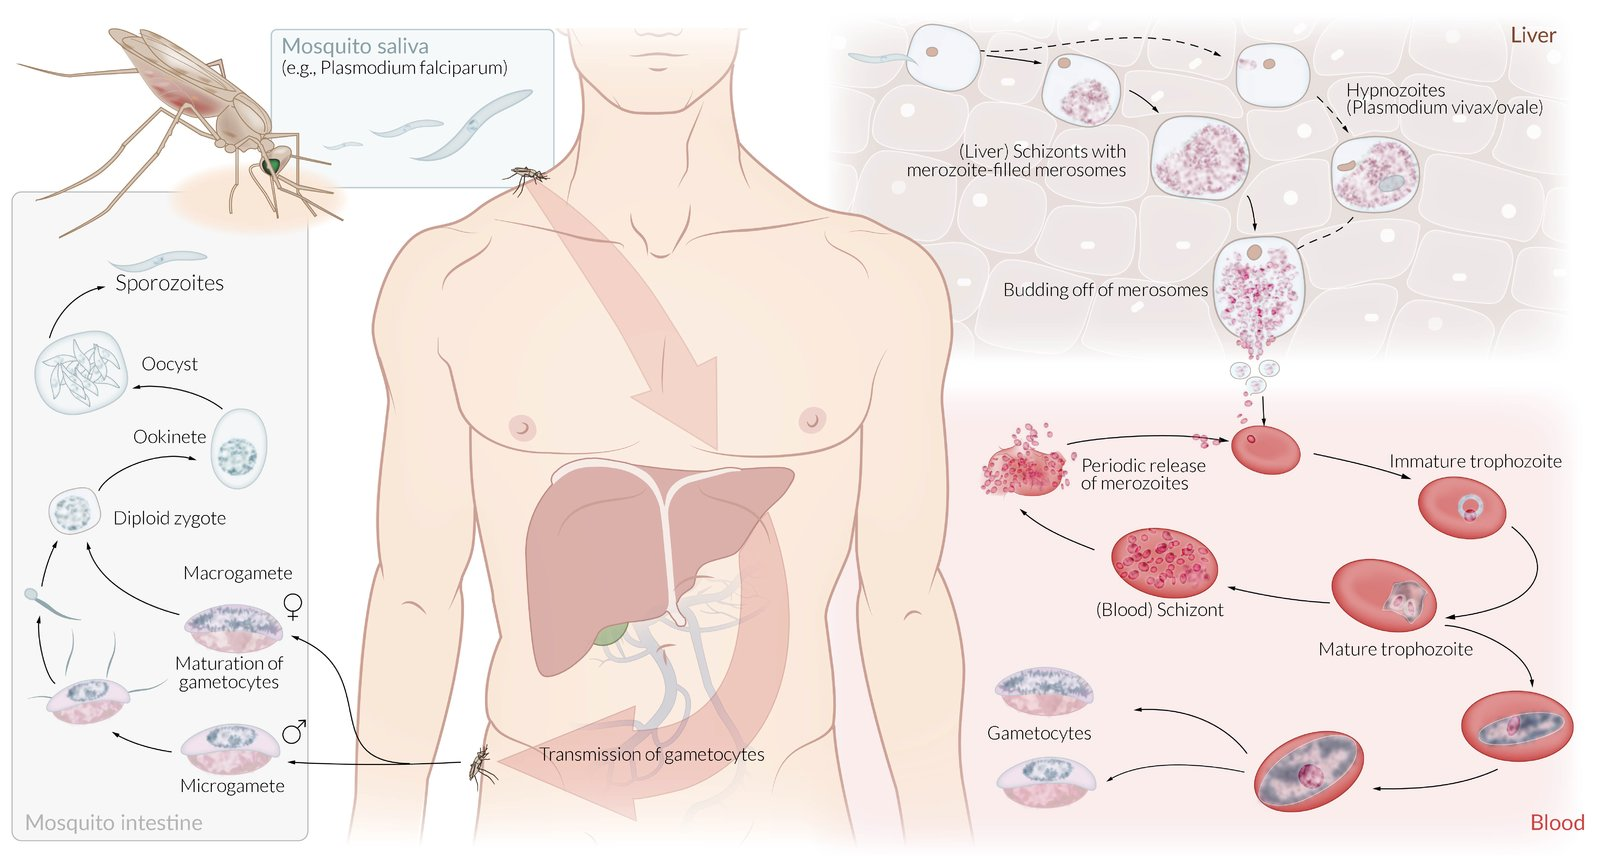 Mosquito saliva
(e.g., Plasmodium falciparum)
Sporozoites
Oocyst
Ookinete
Diploid zygote
Macrogamete
♀
Maturation of
gametocytes
♂
Microgamete
Mosquito intestine
Transmission of gametocytes
Liver
Hypnozoites
(Plasmodium vivax/ovale)
(Liver) Schizonts with
merozoite-filled merosomes
Budding off of merosomes
Periodic release
of merozoites
Immature trophozoite
(Blood) Schizont
Mature trophozoite
Gametocytes
Blood